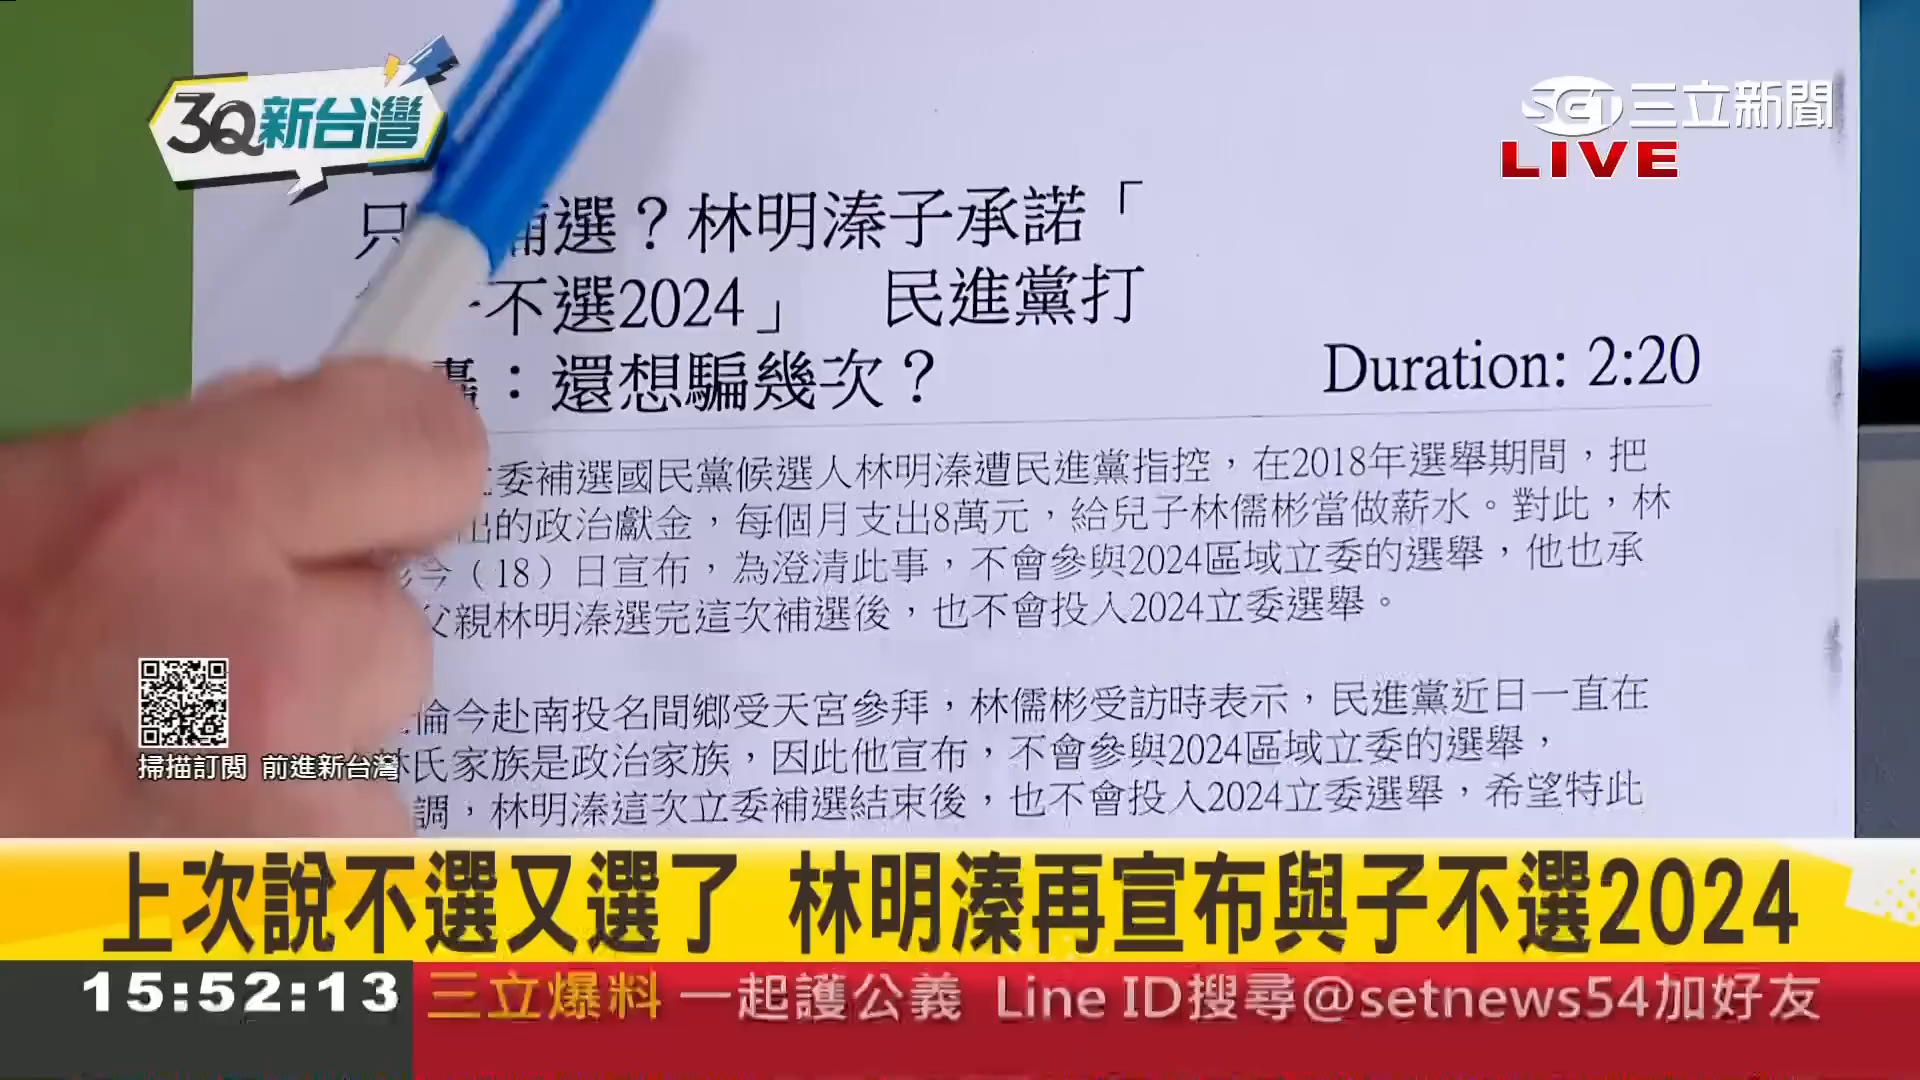 3Q新台灣
SET三立新聞
LIVE
只 補選？林明溱子承諾「
不選2024」 民進黨打
轟：還想騙幾次？
Duration: 2:20
立委補選國民黨候選人林明溱遭民進黨指控，在2018年選舉期間，把
出的政治獻金，每個月支出8萬元，給兒子林儒彬當做薪水。對此，林
彬今（18）日宣布，為澄清此事，不會參與2024區域立委的選舉，他也承
父親林明溱選完這次補選後，也不會投入2024立委選舉。
倫今赴南投名間鄉受天宮參拜，林儒彬受訪時表示，民進黨近日一直在
林氏家族是政治家族，因此他宣布，不會參與2024區域立委的選舉，
調，林明溱這次立委補選結束後，也不會投入2024立委選舉，希望特此
掃描訂閱 前進新台灣
上次說不選又選了 林明溱再宣布與子不選2024
15:52:13
三立爆料 一起護公義 Line ID搜尋@setnews54加好友